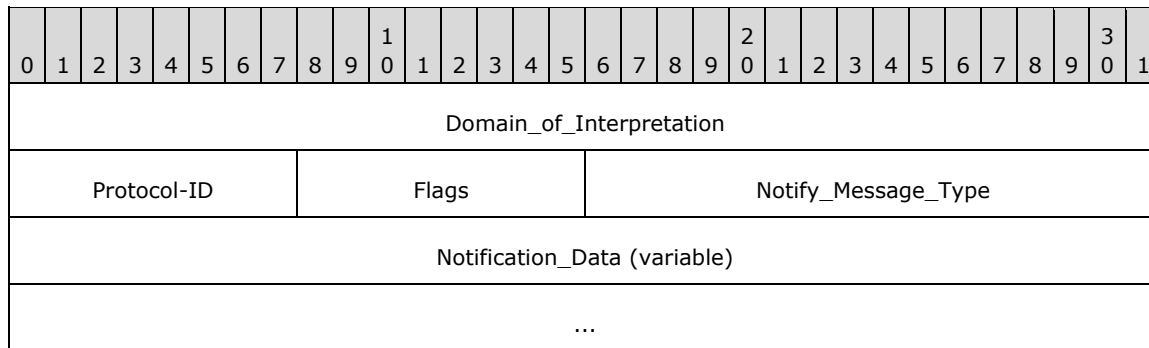 1 2 3
0 1 2 3 4 5 6 7 8 9 0 1 2 3 4 5 6 7 8 9 0 1 2 3 4 5 6 7 8 9 0 1
Domain_of_Interpretation
Protocol-ID Flags Notify_Message_Type
Notification_Data (variable)
...